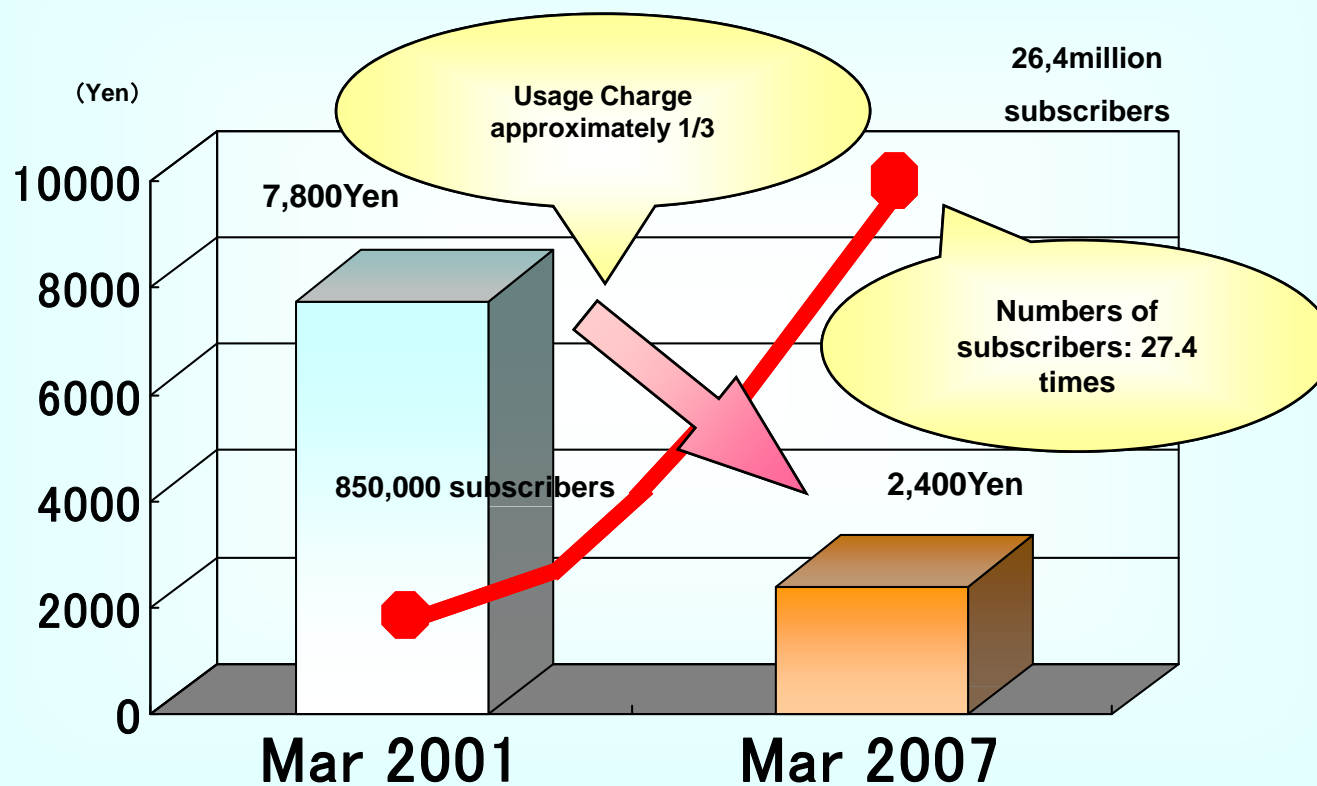 （Yen）
Usage Charge
approximately 1/3
26,4million
subscribers
10000
7,800Yen
8000
Numbers of
subscribers: 27.4
times
6000
850,000 subscribers
2,400Yen
4000
2000
0
Mar 2001
Mar 2007